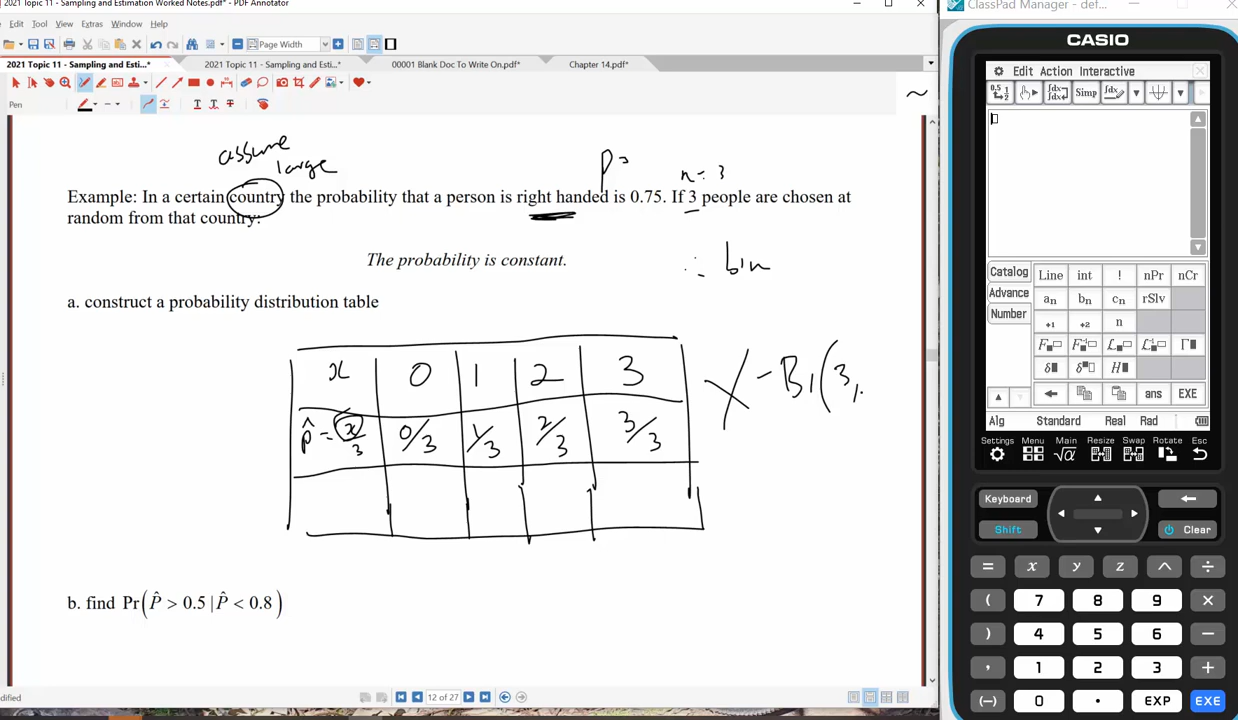 2021 Topic 11 - Sampling and Estimation Worked Notes.pdf* - PDF Annotator
ClassPad Manager - def...
Edit Tool View Extras Window Help
Page Width
2021 Topic 11 - Sampling and Esti...*
2021 Topic 11 - Sampling and Esti...*
00001 Blank Doc To Write On.pdf*
Chapter 14.pdf*
Pen
assume
large
p =
n = 3
Example: In a certain country the probability that a person is right handed is 0.75. If 3 people are chosen at
random from that country:
The probability is constant.
∴ bin
a. construct a probability distribution table
x 0 1 2 3
p̂ = x/3 0/3 1/3 2/3 3/3
X ~ Bi(3,
b. find Pr(P̂ > 0.5 | P̂ < 0.8)
dified
12 of 27
CASIO
Edit Action Interactive
Simp
Catalog Line int ! nPr nCr
Advance an bn cn rSlv
Number +1 +2 n
ans EXE
Alg Standard Real Rad
Settings Menu Main Resize Swap Rotate Esc
Keyboard
Shift Clear
= x y z ^ ÷
( 7 8 9 ×
) 4 5 6 −
, 1 2 3 +
(−) 0 . EXP EXE